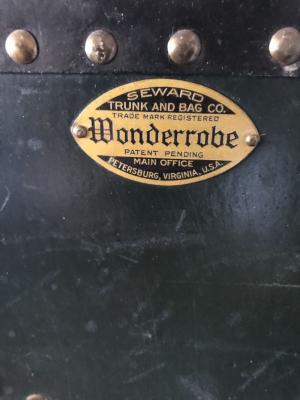 SEWARD
TRUNK AND BAG CO.
TRADE MARK REGISTERED
Wonderrobe
PATENT PENDING
MAIN OFFICE
PETERSBURG, VIRGINIA, U.S.A.